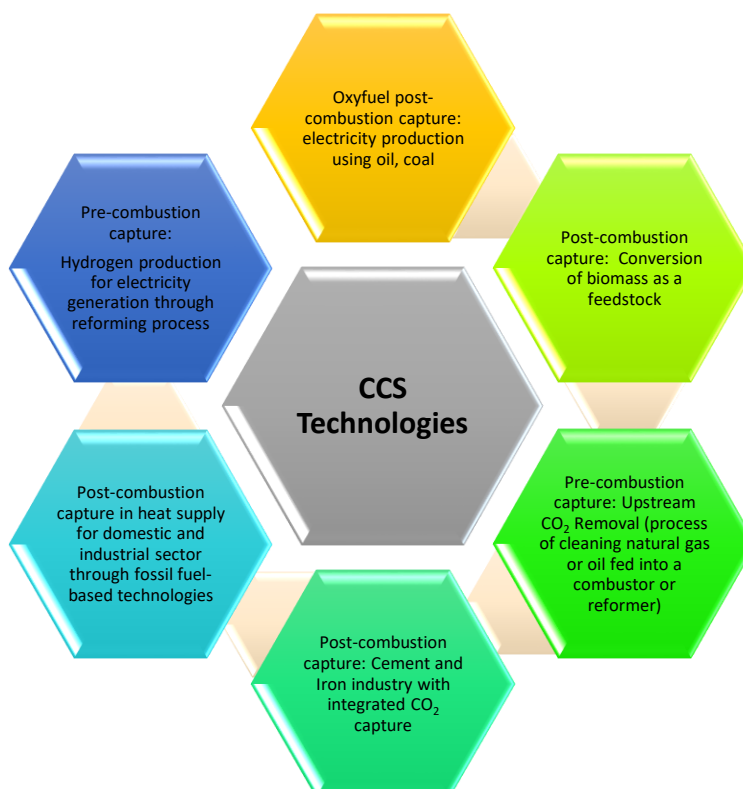 Oxyfuel post-
combustion capture:
electricity production
using oil, coal
Post-combustion
capture:  Conversion
of biomass as a
feedstock
Pre-combustion
capture: Upstream
CO₂ Removal (process
of cleaning natural gas
or oil fed into a
combustor or
reformer)
Post-combustion
capture: Cement and
Iron industry with
integrated CO₂
capture
Post-combustion
capture in heat supply
for domestic and
industrial sector
through fossil fuel-
based technologies
Pre-combustion
capture:
Hydrogen production
for electricity
generation through
reforming process
CCS
Technologies